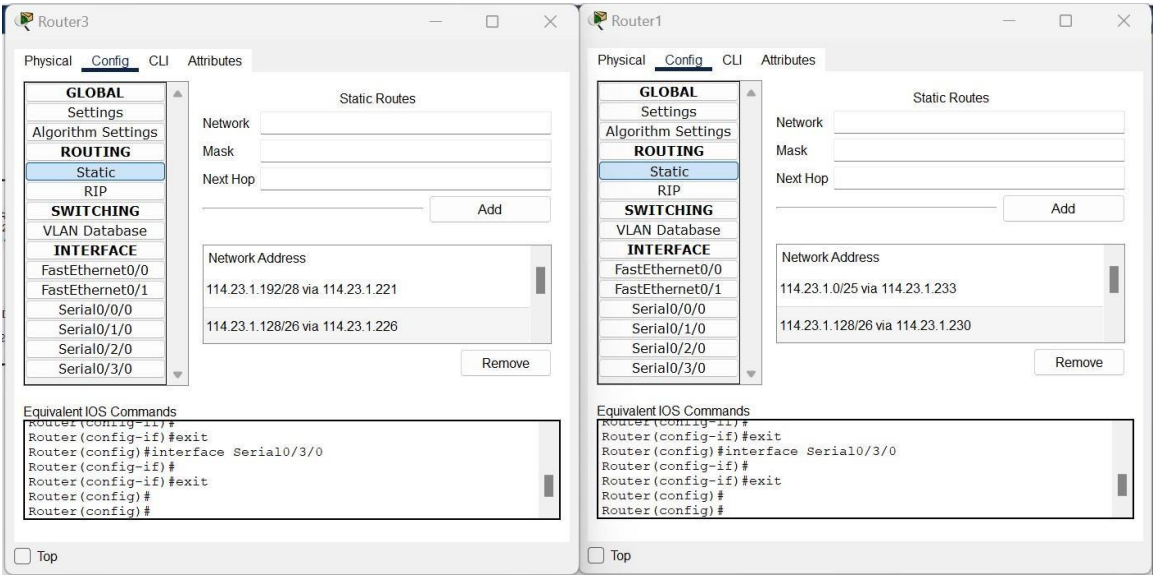 Router3
Physical Config CLI Attributes
GLOBAL
Settings
Algorithm Settings
ROUTING
Static
RIP
SWITCHING
VLAN Database
INTERFACE
FastEthernet0/0
FastEthernet0/1
Serial0/0/0
Serial0/1/0
Serial0/2/0
Serial0/3/0
Static Routes
Network
Mask
Next Hop
Add
Network Address
114.23.1.192/28 via 114.23.1.221
114.23.1.128/26 via 114.23.1.226
Remove
Equivalent IOS Commands
Router(config-if)#
Router(config-if)#exit
Router(config)#interface Serial0/3/0
Router(config-if)#
Router(config-if)#exit
Router(config)#
Router(config)#
Top
Router1
Physical Config CLI Attributes
GLOBAL
Settings
Algorithm Settings
ROUTING
Static
RIP
SWITCHING
VLAN Database
INTERFACE
FastEthernet0/0
FastEthernet0/1
Serial0/0/0
Serial0/1/0
Serial0/2/0
Serial0/3/0
Static Routes
Network
Mask
Next Hop
Add
Network Address
114.23.1.0/25 via 114.23.1.233
114.23.1.128/26 via 114.23.1.230
Remove
Equivalent IOS Commands
Router(config-if)#
Router(config-if)#exit
Router(config)#interface Serial0/3/0
Router(config-if)#
Router(config-if)#exit
Router(config)#
Router(config)#
Top